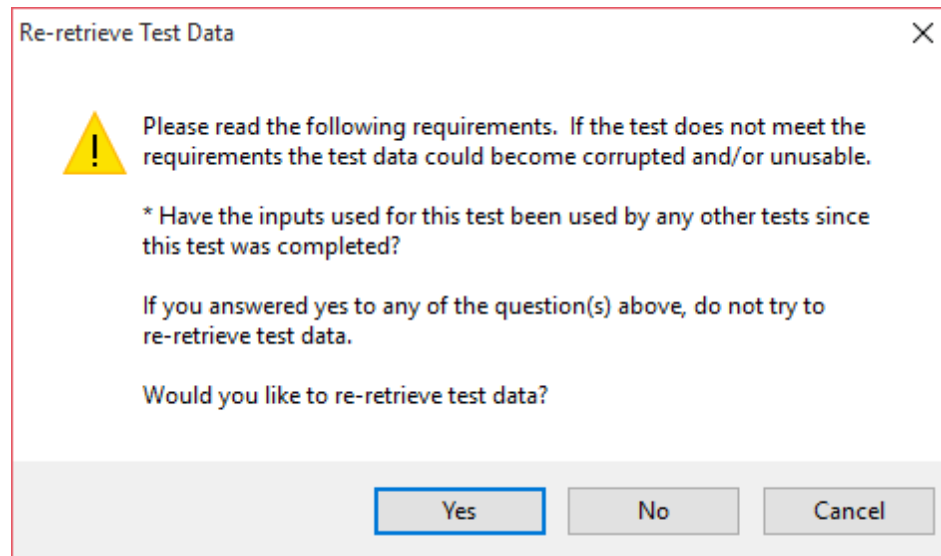 Re-retrieve Test Data
Please read the following requirements.  If the test does not meet the
requirements the test data could become corrupted and/or unusable.
* Have the inputs used for this test been used by any other tests since
this test was completed?
If you answered yes to any of the question(s) above, do not try to
re-retrieve test data.
Would you like to re-retrieve test data?
Yes
No
Cancel